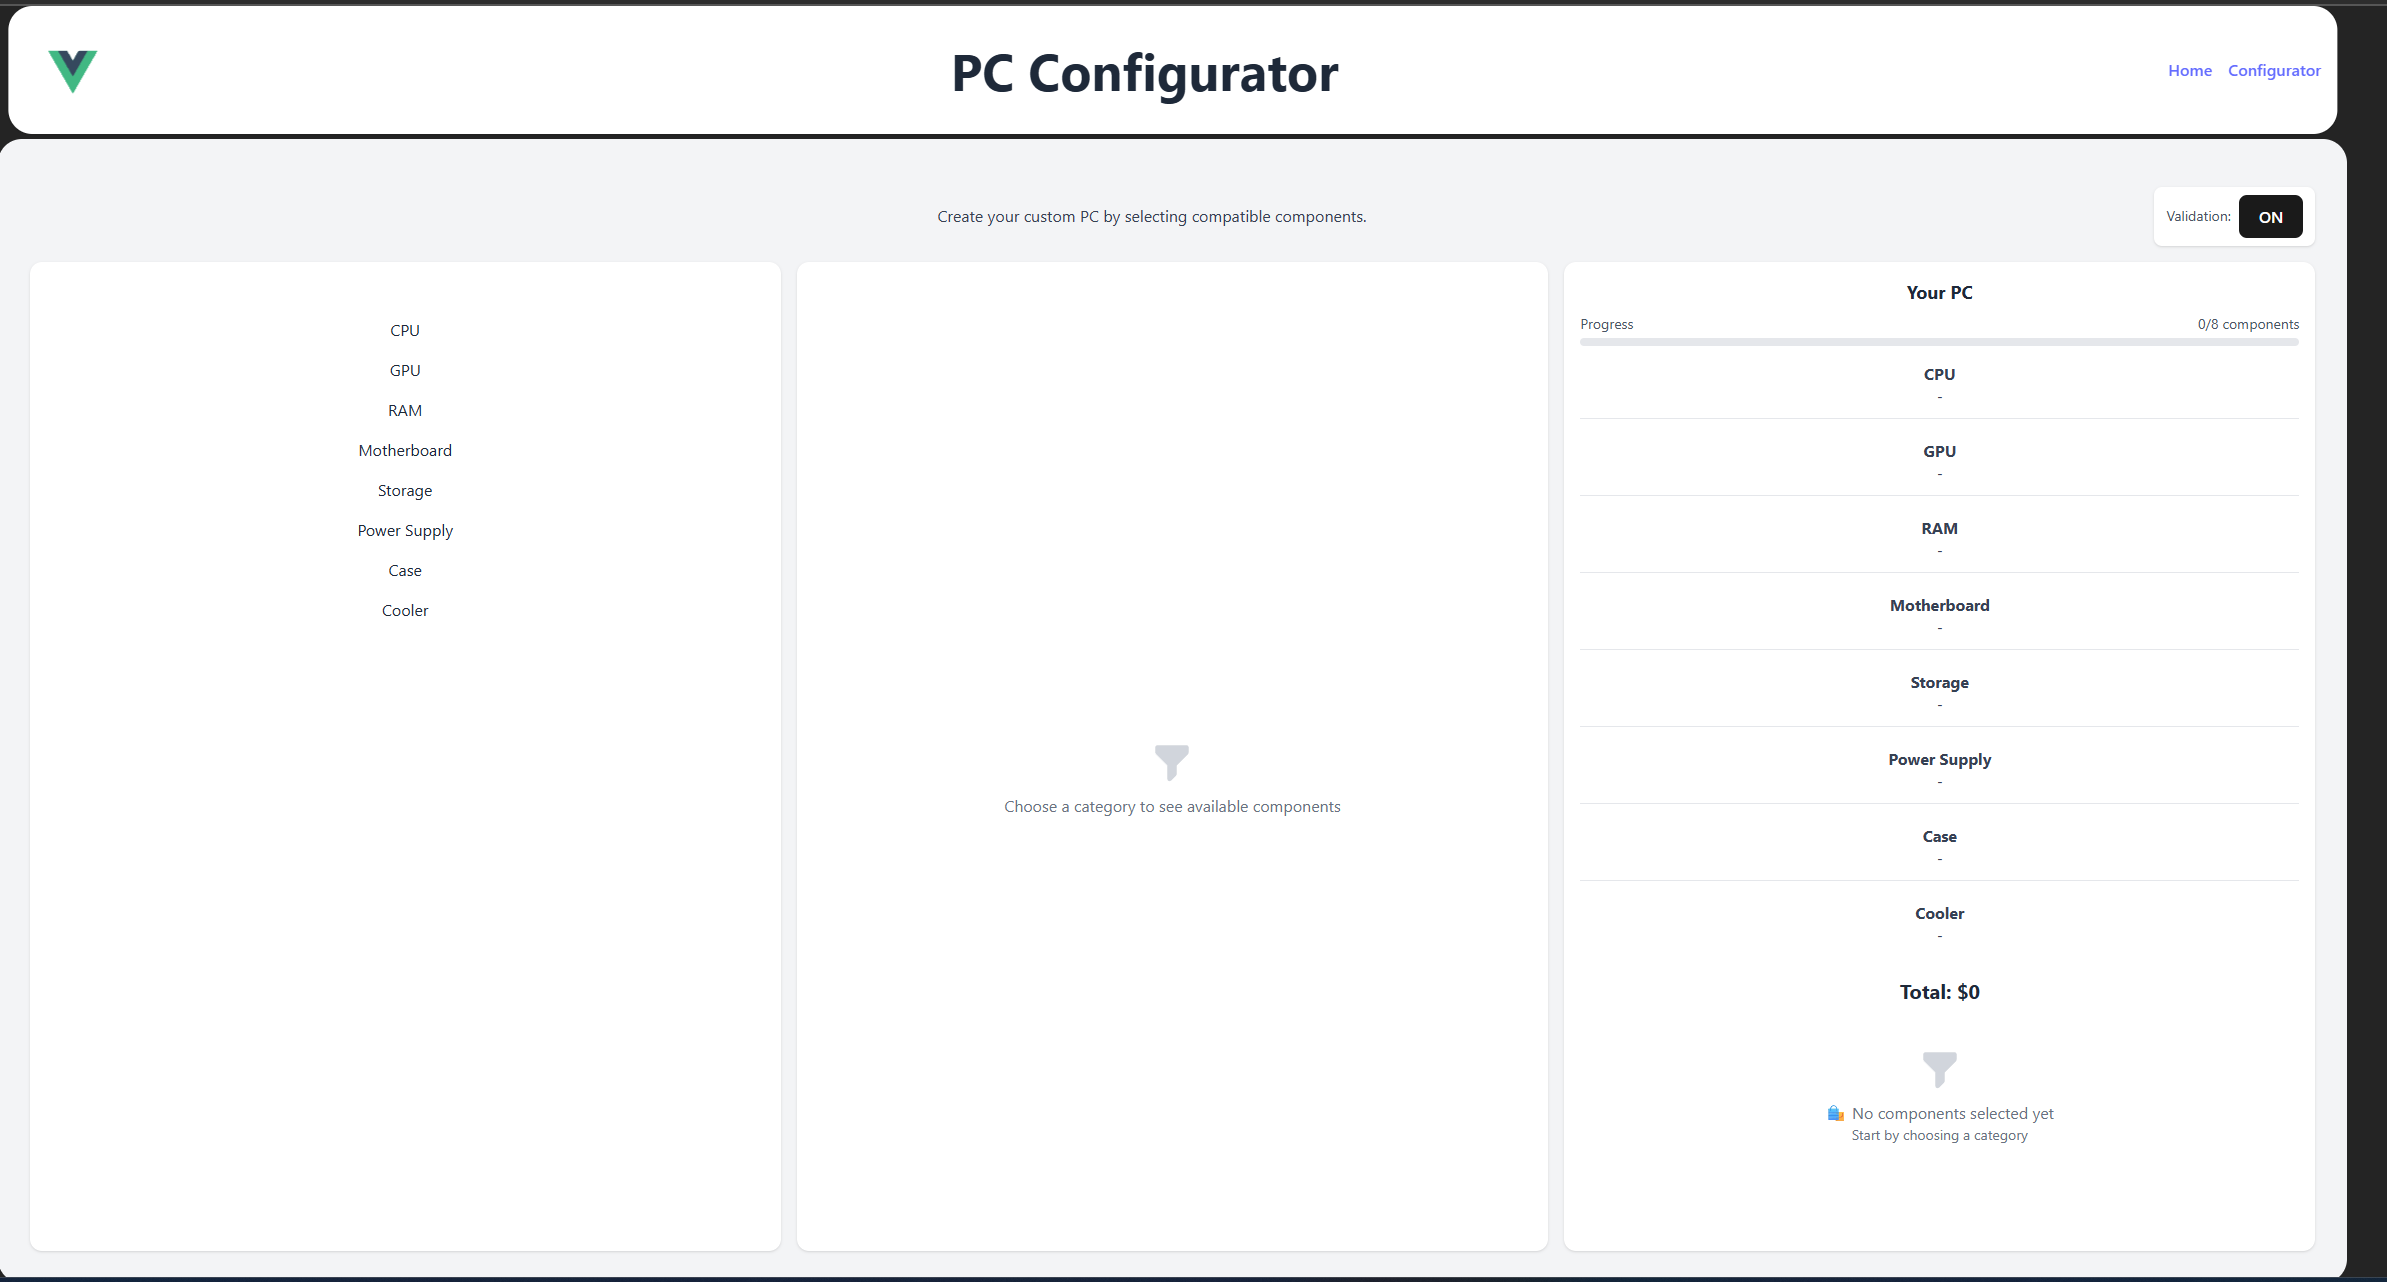 PC Configurator
Home Configurator
Create your custom PC by selecting compatible components.
Validation: ON
CPU
GPU
RAM
Motherboard
Storage
Power Supply
Case
Cooler
Choose a category to see available components
Your PC
Progress 0/8 components
CPU
-
GPU
-
RAM
-
Motherboard
-
Storage
-
Power Supply
-
Case
-
Cooler
-
Total: $0
🛍️ No components selected yet
Start by choosing a category